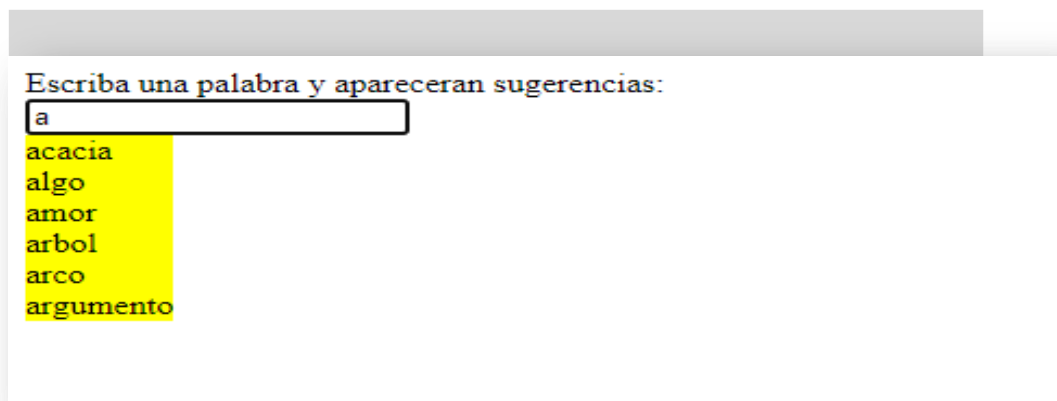 Escriba una palabra y apareceran sugerencias:
a
acacia
algo
amor
arbol
arco
argumento